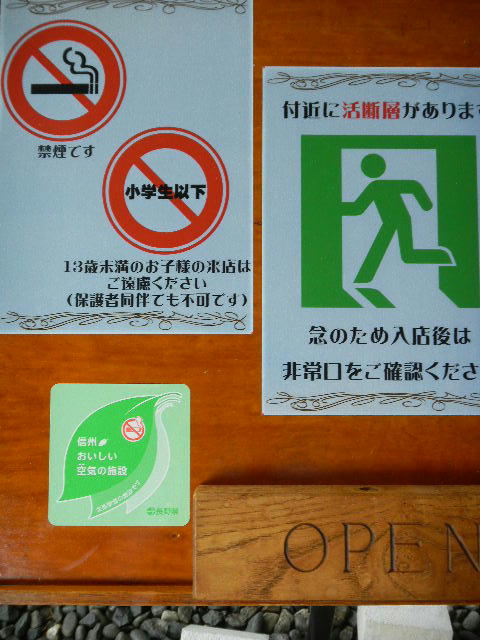 禁煙です
小学生以下
13歳未満のお子様の来店は
ご遠慮ください
(保護者同伴でも不可です)
付近に活断層があります
念のため入店後は
非常口をご確認くださ
信州
おいしい
空気の施設
長野県
OPEN